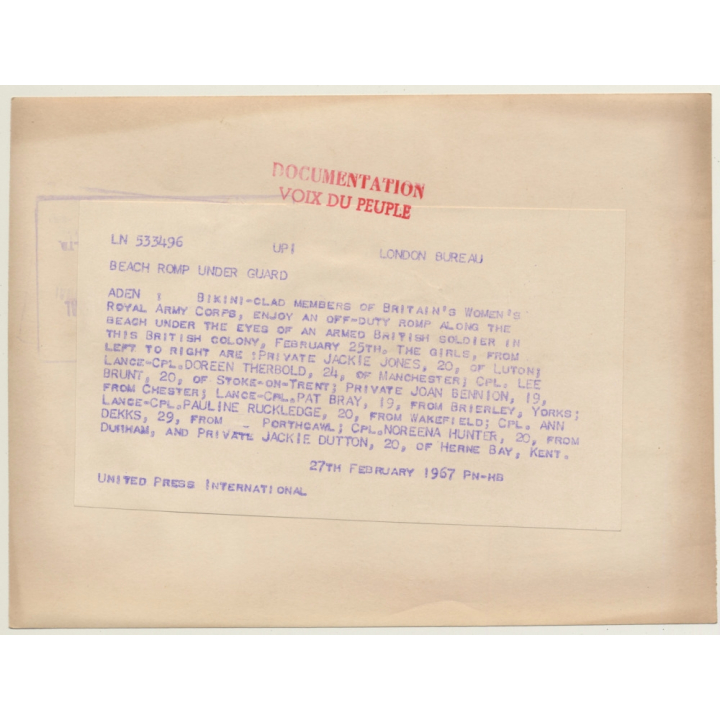 DOCUMENTATION
VOIX DU PEUPLE
LN 533496 UPI LONDON BUREAU
BEACH ROMP UNDER GUARD
ADEN : BIKINI-CLAD MEMBERS OF BRITAIN'S WOMEN'S
ROYAL ARMY CORPS, ENJOY AN OFF-DUTY ROMP ALONG THE
BEACH UNDER THE EYES OF AN ARMED BRITISH SOLDIER IN
THIS BRITISH COLONY, FEBRUARY 25TH. THE GIRLS, FROM
LEFT TO RIGHT ARE :PRIVATE JACKIE JONES, 20, OF LUTON;
LANCE-CPL.DOREEN THERBOLD, 24, OF MANCHESTER; CPL. LEE
BRUNT, 20, OF STOKE-ON-TRENT; PRIVATE JOAN BENNION, 19,
FROM CHESTER; LANCE-CPL.PAT BRAY, 19, FROM BRIERLEY, YORKS;
LANCE-CPL.PAULINE RUCKLEDGE, 20, FROM WAKEFIELD; CPL. ANN
DEKKS, 29, FROM _ PORTHCAWL; CPL.NOREENA HUNTER, 20, FROM
DURHAM, AND PRIVATE JACKIE DUTTON, 20, OF HERNE BAY, KENT.
27TH FEBRUARY 1967 PN-HB
UNITED PRESS INTERNATIONAL